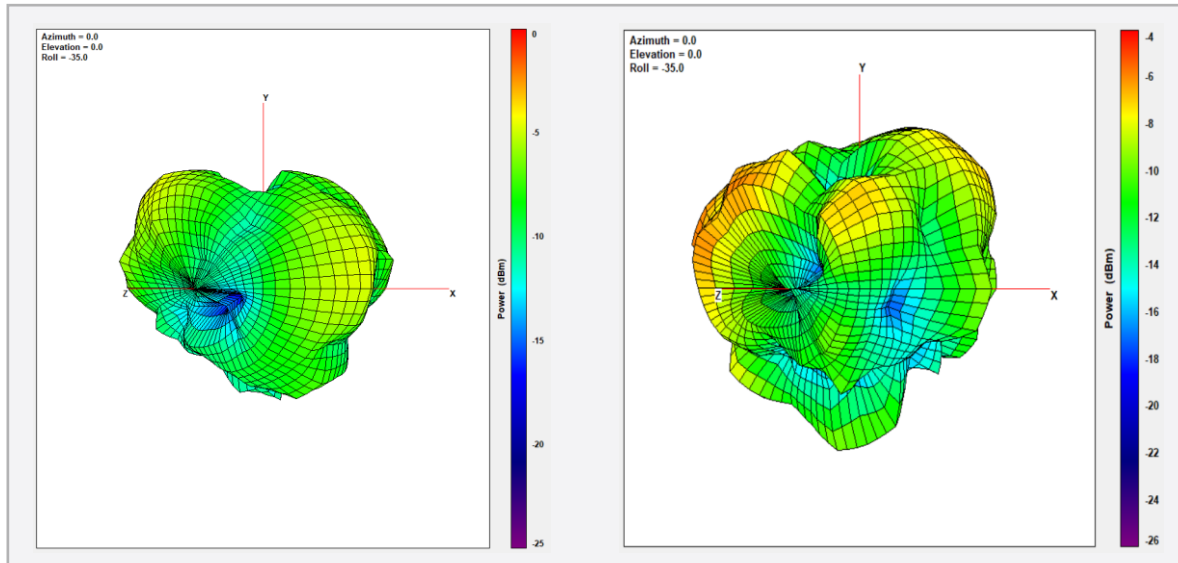 Azimuth = 0.0
Elevation = 0.0
Roll = -35.0
Y
Z
X
0
-5
-10
-15
-20
-25
Power (dBm)
Azimuth = 0.0
Elevation = 0.0
Roll = -35.0
Y
Z
X
-4
-6
-8
-10
-12
-14
-16
-18
-20
-22
-24
-26
Power (dBm)